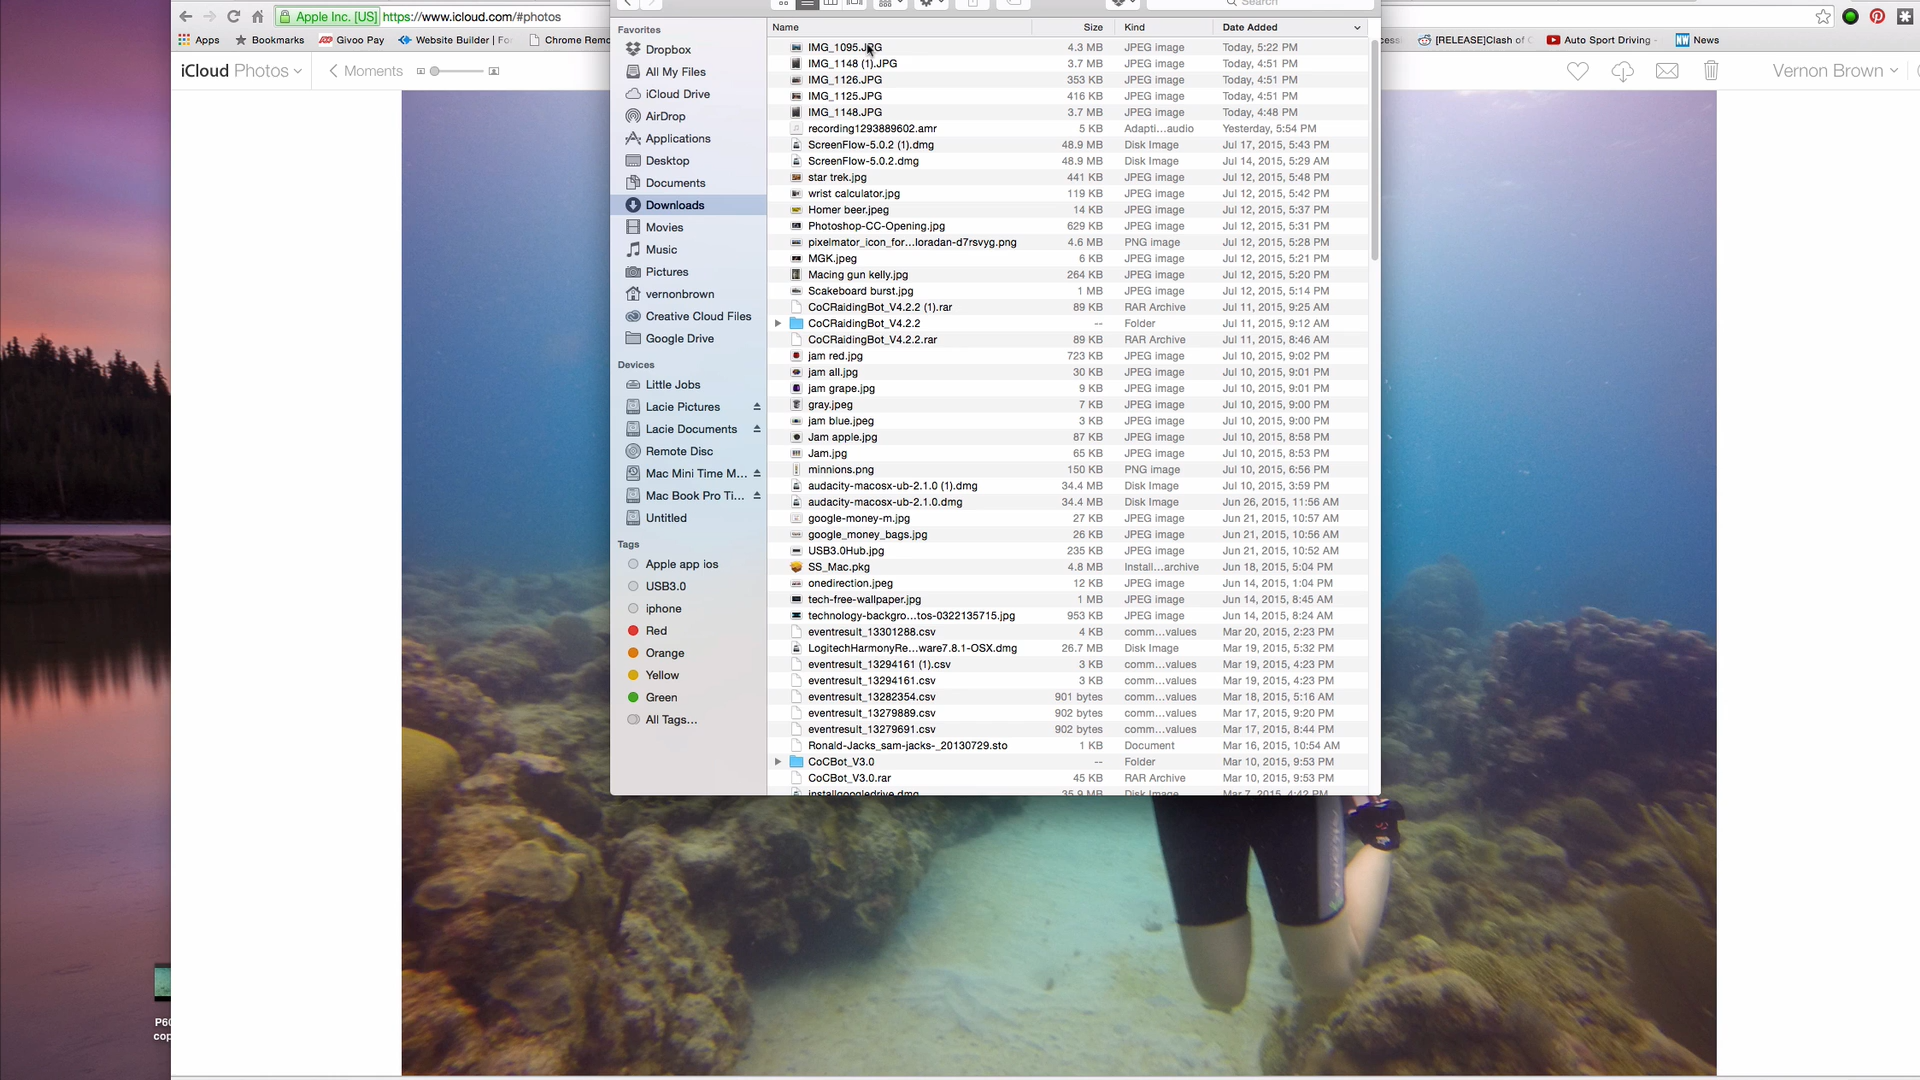 Apple Inc. [US] https://www.icloud.com/#photos
Apps Bookmarks Givoo Pay Website Builder | For Chrome Rem
cess [RELEASE]Clash of C Auto Sport Driving - News
iCloud Photos Moments
Vernon Brown
Search
Favorites
Dropbox
All My Files
iCloud Drive
AirDrop
Applications
Desktop
Documents
Downloads
Movies
Music
Pictures
vernonbrown
Creative Cloud Files
Google Drive
Devices
Little Jobs
Lacie Pictures
Lacie Documents
Remote Disc
Mac Mini Time M...
Mac Book Pro Ti...
Untitled
Tags
Apple app ios
USB3.0
iphone
Red
Orange
Yellow
Green
All Tags...
Name Size Kind Date Added
IMG_1095.JPG 4.3 MB JPEG image Today, 5:22 PM
IMG_1148 (1).JPG 3.7 MB JPEG image Today, 4:51 PM
IMG_1126.JPG 353 KB JPEG image Today, 4:51 PM
IMG_1125.JPG 416 KB JPEG image Today, 4:51 PM
IMG_1148.JPG 3.7 MB JPEG image Today, 4:48 PM
recording1293889602.amr 5 KB Adapti...audio Yesterday, 5:54 PM
ScreenFlow-5.0.2 (1).dmg 48.9 MB Disk Image Jul 17, 2015, 5:43 PM
ScreenFlow-5.0.2.dmg 48.9 MB Disk Image Jul 14, 2015, 5:29 AM
star trek.jpg 441 KB JPEG image Jul 12, 2015, 5:48 PM
wrist calculator.jpg 119 KB JPEG image Jul 12, 2015, 5:42 PM
Homer beer.jpeg 14 KB JPEG image Jul 12, 2015, 5:37 PM
Photoshop-CC-Opening.jpg 629 KB JPEG image Jul 12, 2015, 5:31 PM
pixelmator_icon_for...loradan-d7rsvyg.png 4.6 MB PNG image Jul 12, 2015, 5:28 PM
MGK.jpeg 6 KB JPEG image Jul 12, 2015, 5:21 PM
Macing gun kelly.jpg 264 KB JPEG image Jul 12, 2015, 5:20 PM
Scakeboard burst.jpg 1 MB JPEG image Jul 12, 2015, 5:14 PM
CoCRaidingBot_V4.2.2 (1).rar 89 KB RAR Archive Jul 11, 2015, 9:25 AM
CoCRaidingBot_V4.2.2 -- Folder Jul 11, 2015, 9:12 AM
CoCRaidingBot_V4.2.2.rar 89 KB RAR Archive Jul 11, 2015, 8:46 AM
jam red.jpg 723 KB JPEG image Jul 10, 2015, 9:02 PM
jam all.jpg 30 KB JPEG image Jul 10, 2015, 9:01 PM
jam grape.jpg 9 KB JPEG image Jul 10, 2015, 9:01 PM
gray.jpeg 7 KB JPEG image Jul 10, 2015, 9:00 PM
jam blue.jpeg 3 KB JPEG image Jul 10, 2015, 9:00 PM
Jam apple.jpg 87 KB JPEG image Jul 10, 2015, 8:58 PM
Jam.jpg 65 KB JPEG image Jul 10, 2015, 8:53 PM
minnions.png 150 KB PNG image Jul 10, 2015, 6:56 PM
audacity-macosx-ub-2.1.0 (1).dmg 34.4 MB Disk Image Jul 10, 2015, 3:59 PM
audacity-macosx-ub-2.1.0.dmg 34.4 MB Disk Image Jun 26, 2015, 11:56 AM
google-money-m.jpg 27 KB JPEG image Jun 21, 2015, 10:57 AM
google_money_bags.jpg 26 KB JPEG image Jun 21, 2015, 10:56 AM
USB3.0Hub.jpg 235 KB JPEG image Jun 21, 2015, 10:52 AM
SS_Mac.pkg 4.8 MB Install...archive Jun 18, 2015, 5:04 PM
onedirection.jpeg 12 KB JPEG image Jun 14, 2015, 1:04 PM
tech-free-wallpaper.jpg 1 MB JPEG image Jun 14, 2015, 8:45 AM
technology-backgro...tos-0322135715.jpg 953 KB JPEG image Jun 14, 2015, 8:24 AM
eventresult_13301288.csv 4 KB comm...values Mar 20, 2015, 2:23 PM
LogitechHarmonyRe...ware7.8.1-OSX.dmg 26.7 MB Disk Image Mar 19, 2015, 5:32 PM
eventresult_13294161 (1).csv 3 KB comm...values Mar 19, 2015, 4:23 PM
eventresult_13294161.csv 3 KB comm...values Mar 19, 2015, 4:23 PM
eventresult_13282354.csv 901 bytes comm...values Mar 18, 2015, 5:16 AM
eventresult_13279889.csv 902 bytes comm...values Mar 17, 2015, 9:20 PM
eventresult_13279691.csv 902 bytes comm...values Mar 17, 2015, 8:44 PM
Ronald-Jacks_sam-jacks-_20130729.sto 1 KB Document Mar 16, 2015, 10:54 AM
CoCBot_V3.0 -- Folder Mar 10, 2015, 9:53 PM
CoCBot_V3.0.rar 45 KB RAR Archive Mar 10, 2015, 9:53 PM
installgoogledrive.dmg 35.9 MB Disk Image Mar 7, 2015, 4:42 PM
P60
cop